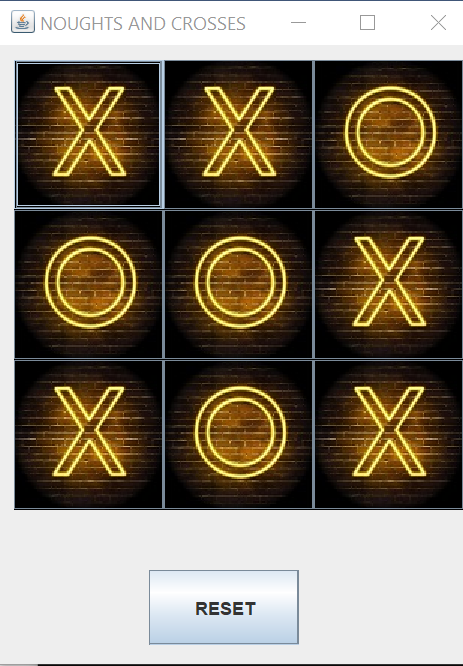 NOUGHTS AND CROSSES
X X O
O O X
X O X
RESET